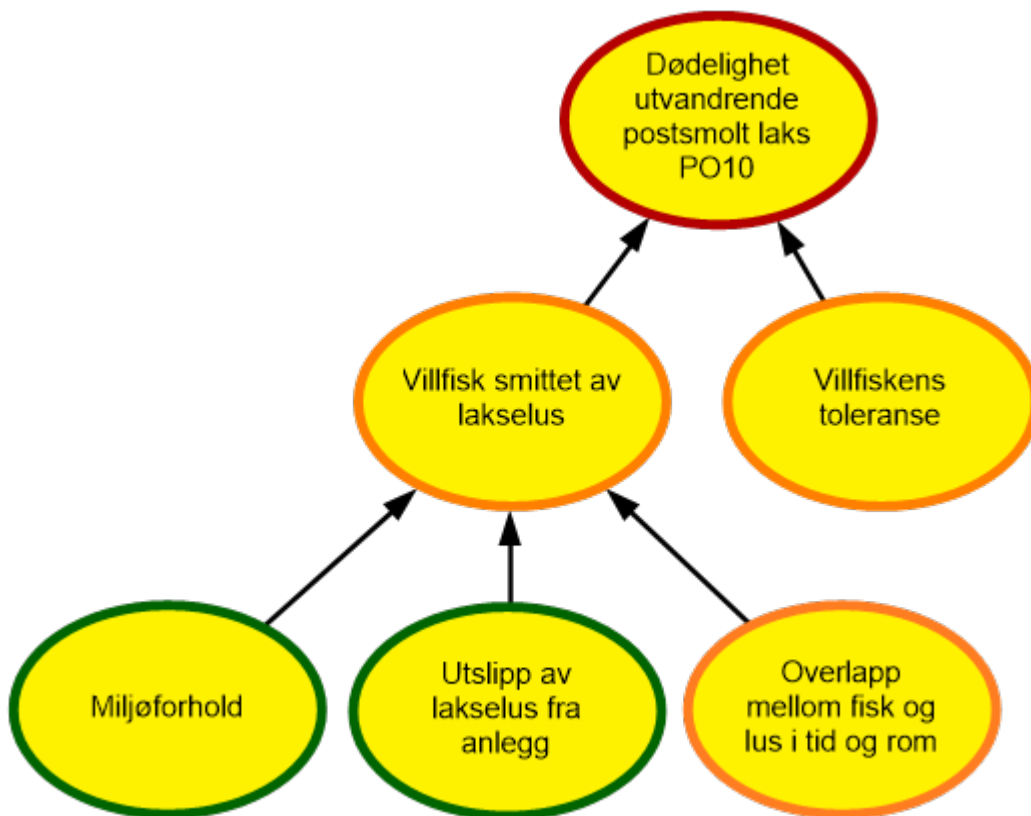 Dødelighet
utvandrende
postsmolt laks
PO10
Villfisk smittet av
lakselus
Villfiskens
toleranse
Miljøforhold
Utslipp av
lakselus fra
anlegg
Overlapp
mellom fisk og
lus i tid og rom